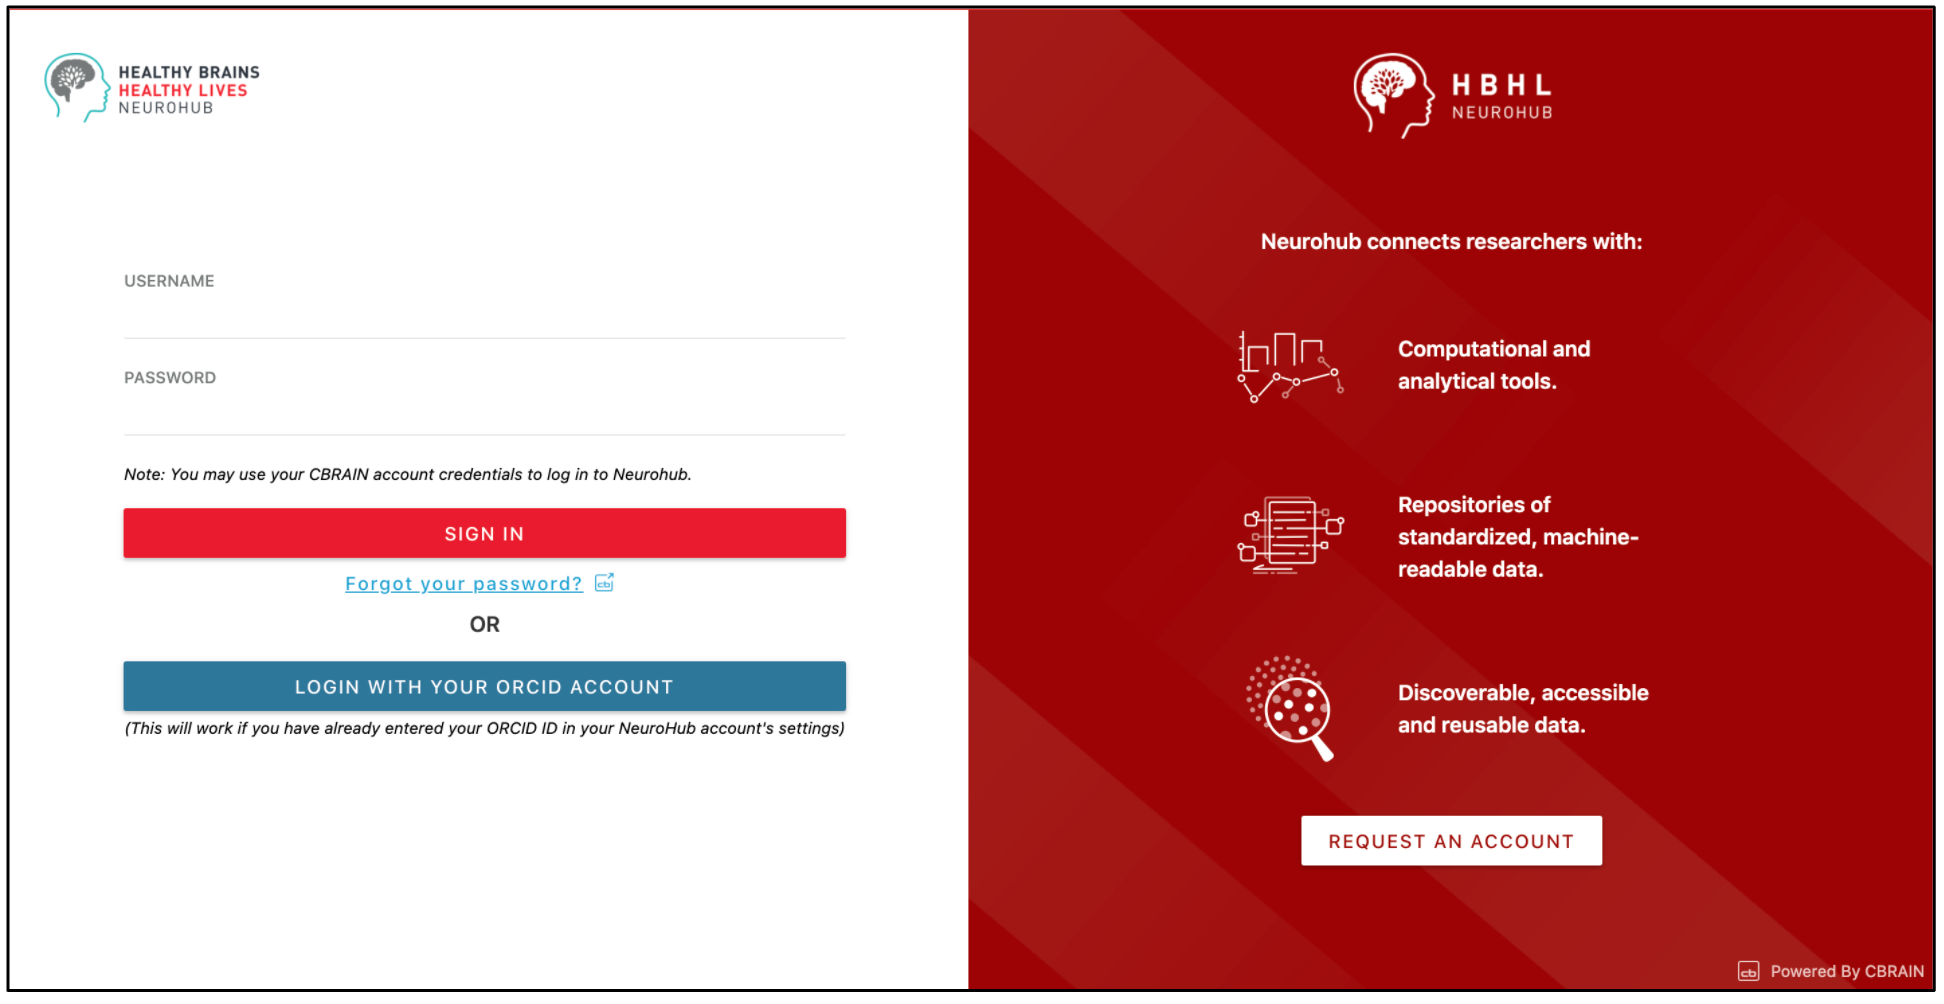 HEALTHY BRAINS
HEALTHY LIVES
NEUROHUB
USERNAME
PASSWORD
Note: You may use your CBRAIN account credentials to log in to Neurohub.
SIGN IN
Forgot your password? cb
OR
LOGIN WITH YOUR ORCID ACCOUNT
(This will work if you have already entered your ORCID ID in your NeuroHub account's settings)
HBHL
NEUROHUB
Neurohub connects researchers with:
Computational and
analytical tools.
Repositories of
standardized, machine-
readable data.
Discoverable, accessible
and reusable data.
REQUEST AN ACCOUNT
cb Powered By CBRAIN